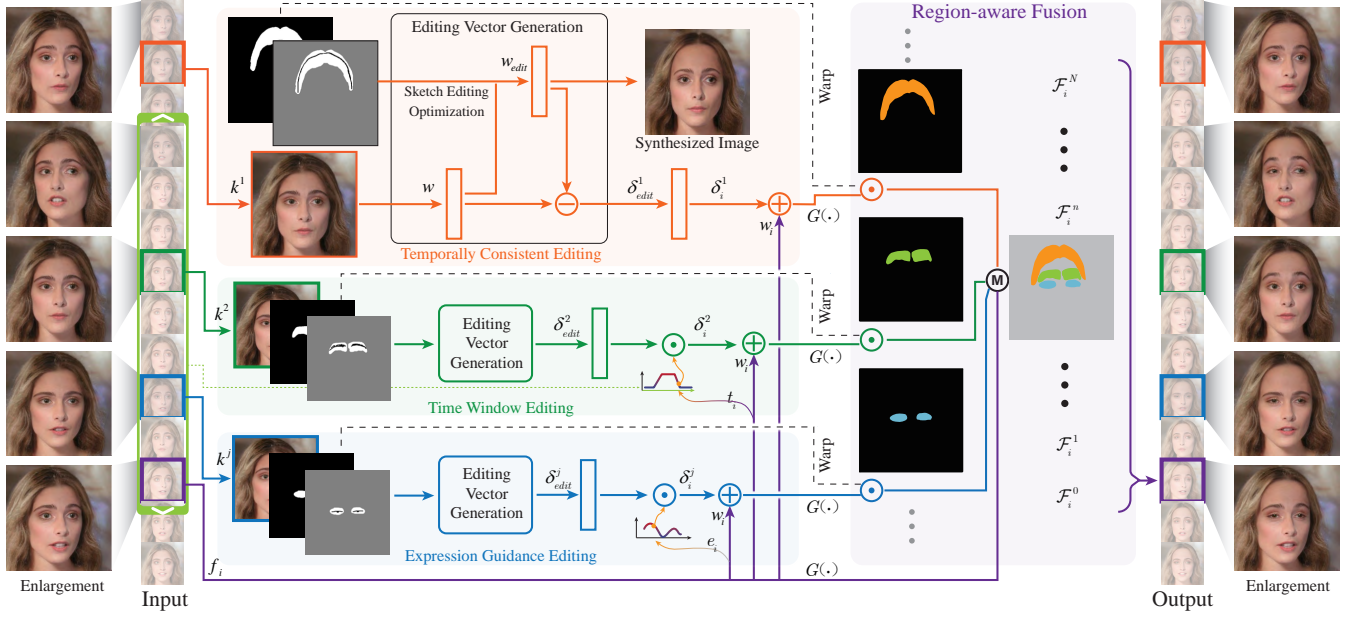 Region-aware Fusion
Editing Vector Generation
w_edit
Sketch Editing
Optimization
Synthesized Image
Warp
k^1
w
δ^1_edit
δ^1_i
w_i
G(·)
Temporally Consistent Editing
F_i^N
F_i^n
M
k^2
Editing
Vector
Generation
δ^2_edit
δ^2_i
w_i
G(·)
Warp
t_i
Time Window Editing
k^j
Editing
Vector
Generation
δ^j_edit
δ^j_i
w_i
G(·)
Warp
e_i
Expression Guidance Editing
F_i^1
F_i^0
f_i
G(·)
Enlargement
Input
Output
Enlargement